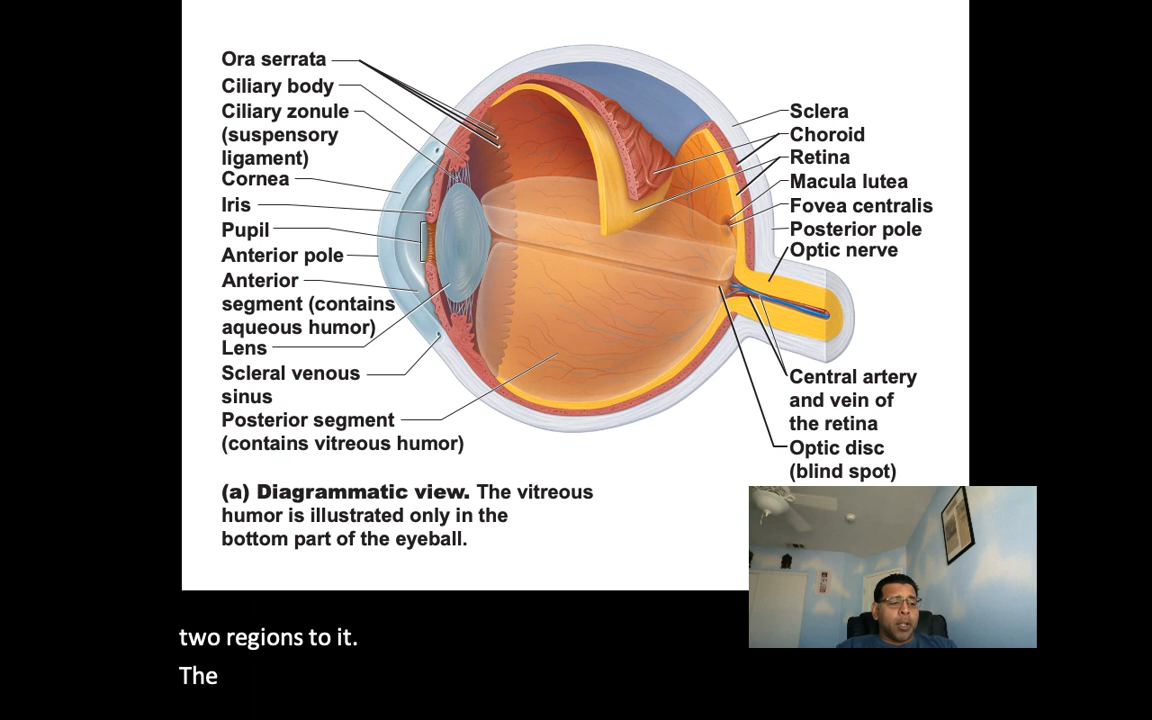 Ora serrata
Ciliary body
Ciliary zonule
(suspensory
ligament)
Cornea
Iris
Pupil
Anterior pole
Anterior
segment (contains
aqueous humor)
Lens
Scleral venous
sinus
Posterior segment
(contains vitreous humor)
Sclera
Choroid
Retina
Macula lutea
Fovea centralis
Posterior pole
Optic nerve
Central artery
and vein of
the retina
Optic disc
(blind spot)
(a) Diagrammatic view. The vitreous
humor is illustrated only in the
bottom part of the eyeball.
two regions to it.
The